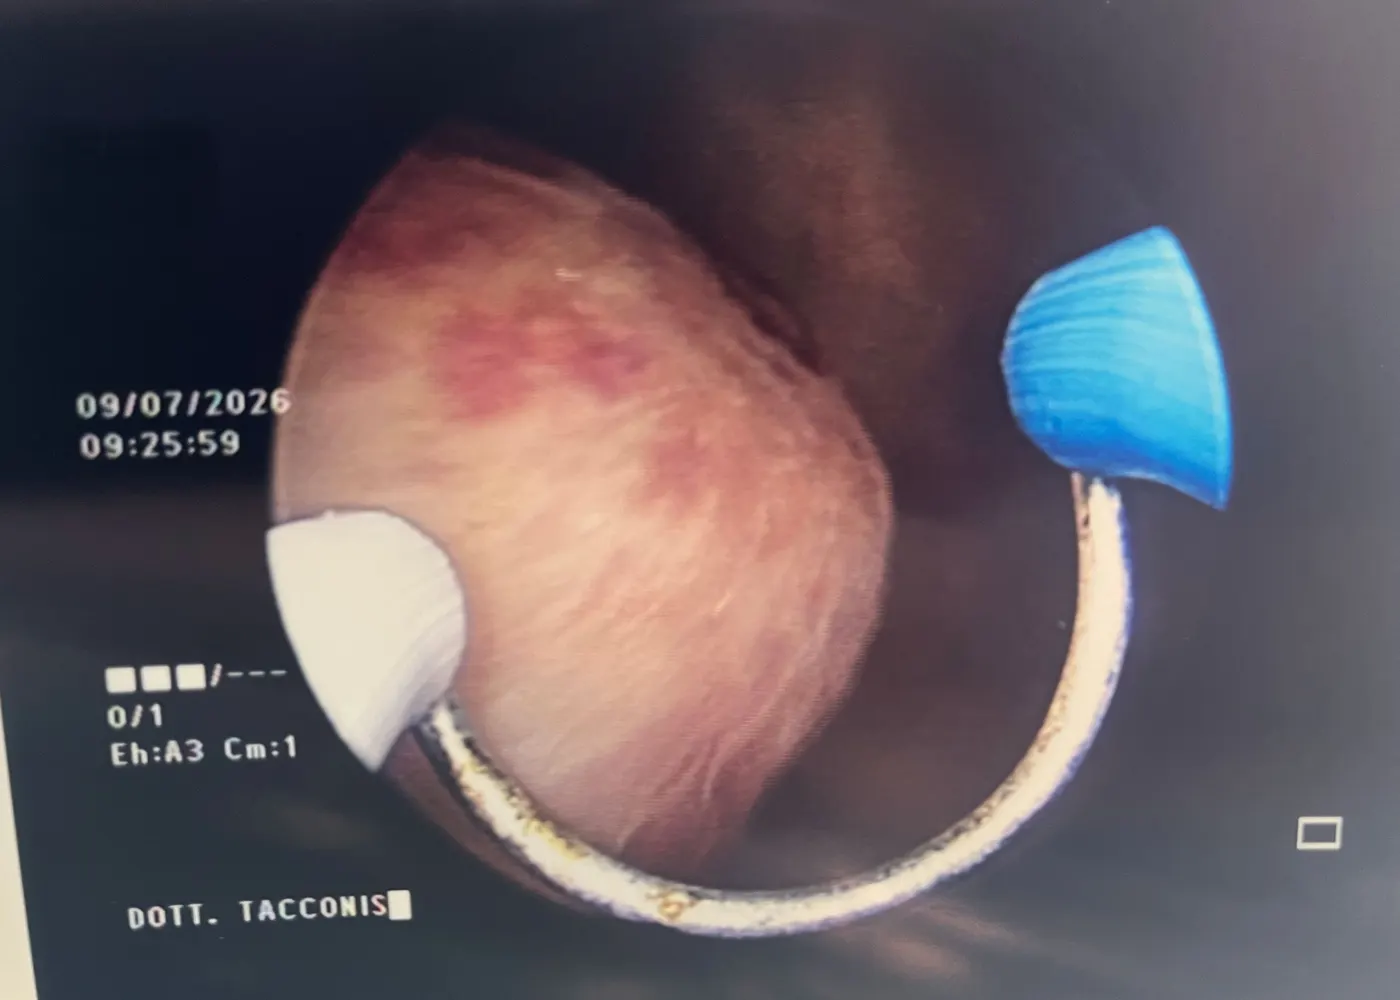 09/07/2026
09:25:59
■■■/---
0/1
Eh:A3 Cm:1
DOTT. TACCONIS